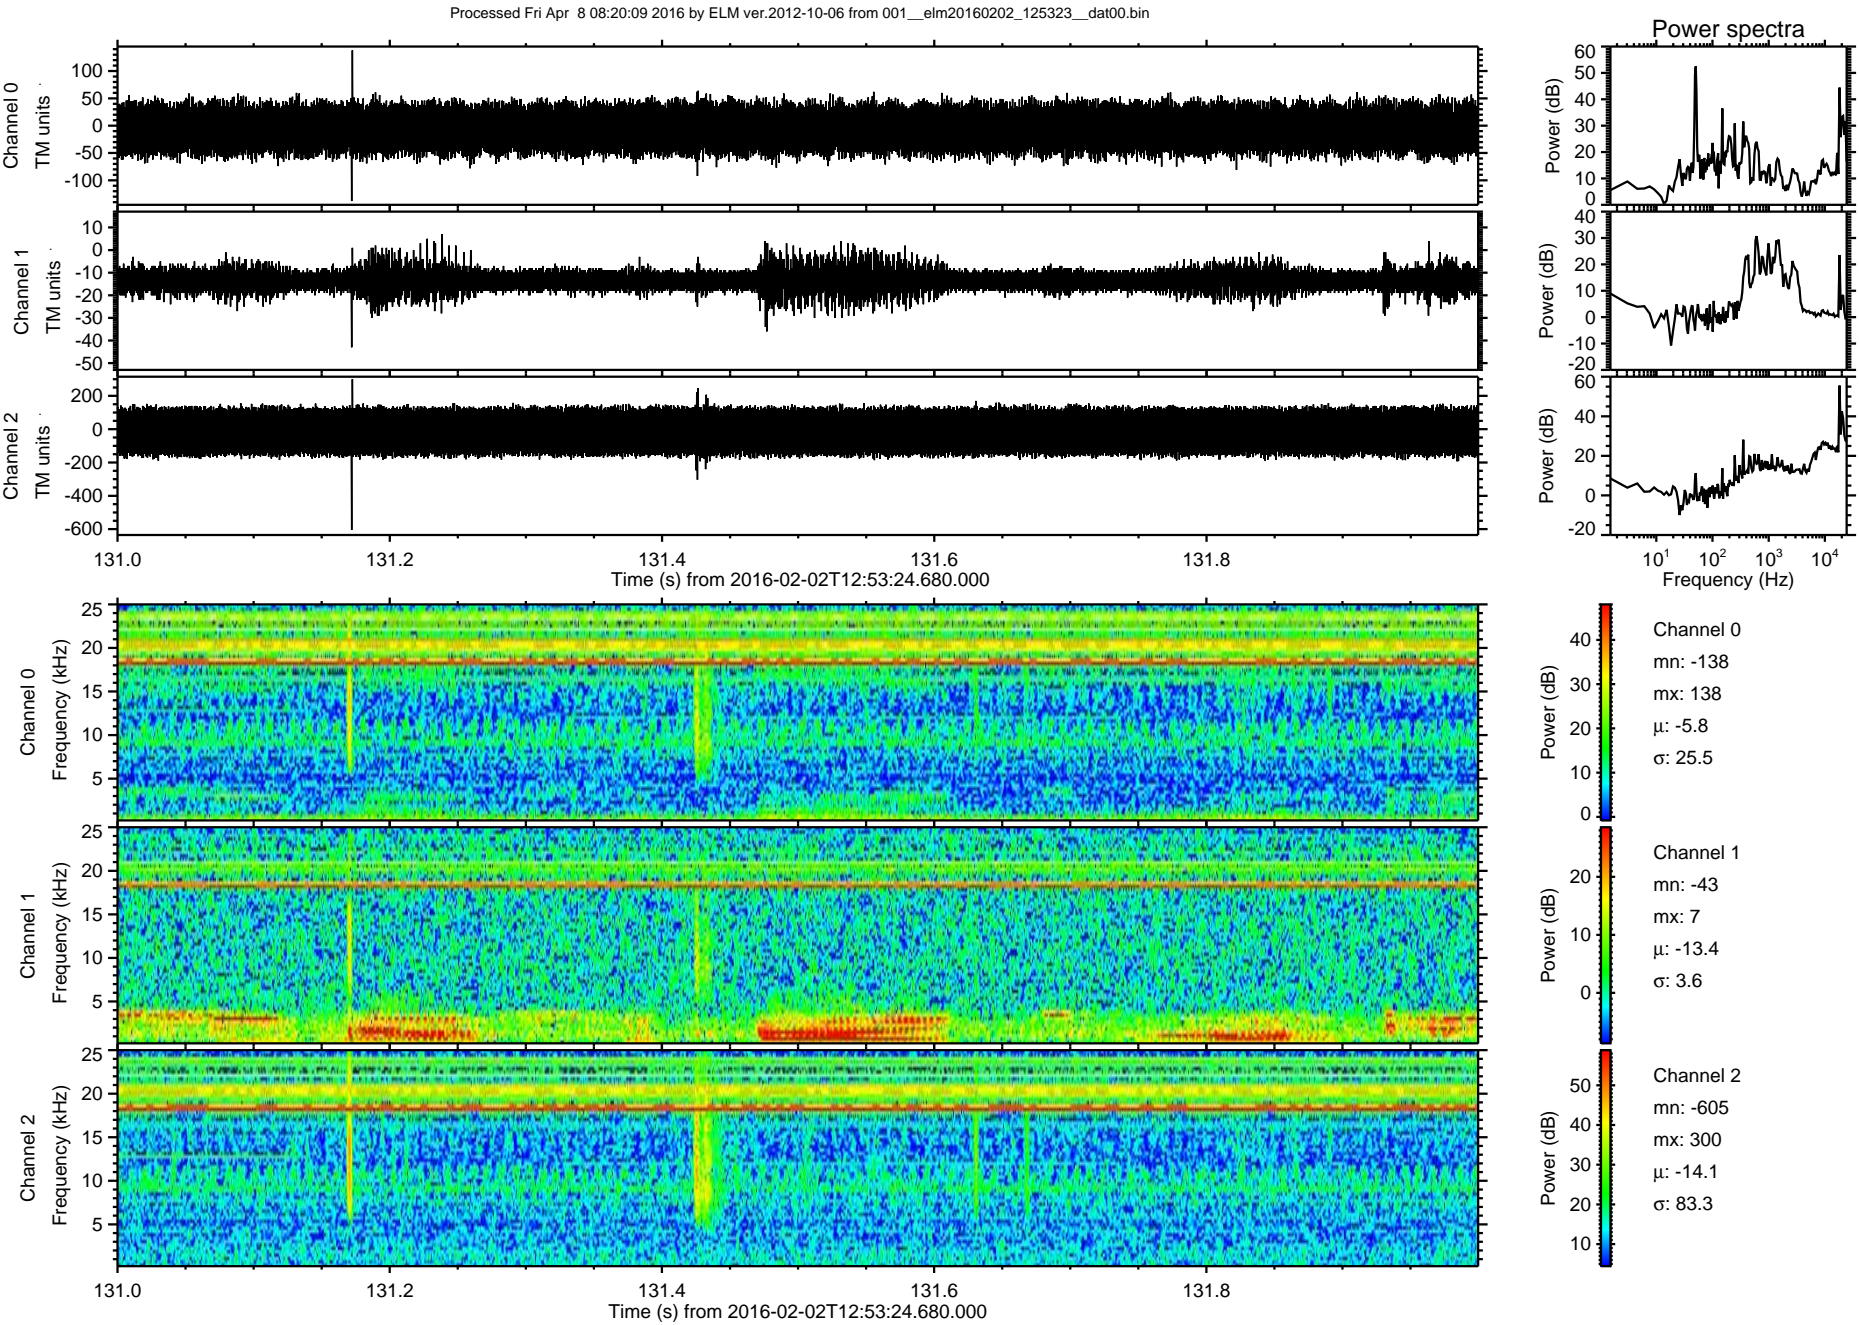 Processed Fri Apr  8 08:20:09 2016 by ELM ver.2012-10-06 from 001__elm20160202_125323__dat00.bin
Power spectra
Channel 0
TM units
100
50
0
-50
-100
Power (dB)
60
50
40
30
20
10
0
Channel 1
TM units
10
0
-10
-20
-30
-40
-50
Power (dB)
40
30
20
10
0
-10
-20
Channel 2
TM units
200
0
-200
-400
-600
Power (dB)
60
40
20
0
-20
131.0 131.2 131.4 131.6 131.8
Time (s) from 2016-02-02T12:53:24.680.000
10¹ 10² 10³ 10⁴
Frequency (Hz)
Channel 0
Frequency (kHz)
25
20
15
10
5
Power (dB)
40
30
20
10
0
Channel 0
mn: -138
mx: 138
μ: -5.8
σ: 25.5
Channel 1
Frequency (kHz)
25
20
15
10
5
Power (dB)
20
10
0
Channel 1
mn: -43
mx: 7
μ: -13.4
σ: 3.6
Channel 2
Frequency (kHz)
25
20
15
10
5
Power (dB)
50
40
30
20
10
Channel 2
mn: -605
mx: 300
μ: -14.1
σ: 83.3
131.0 131.2 131.4 131.6 131.8
Time (s) from 2016-02-02T12:53:24.680.000